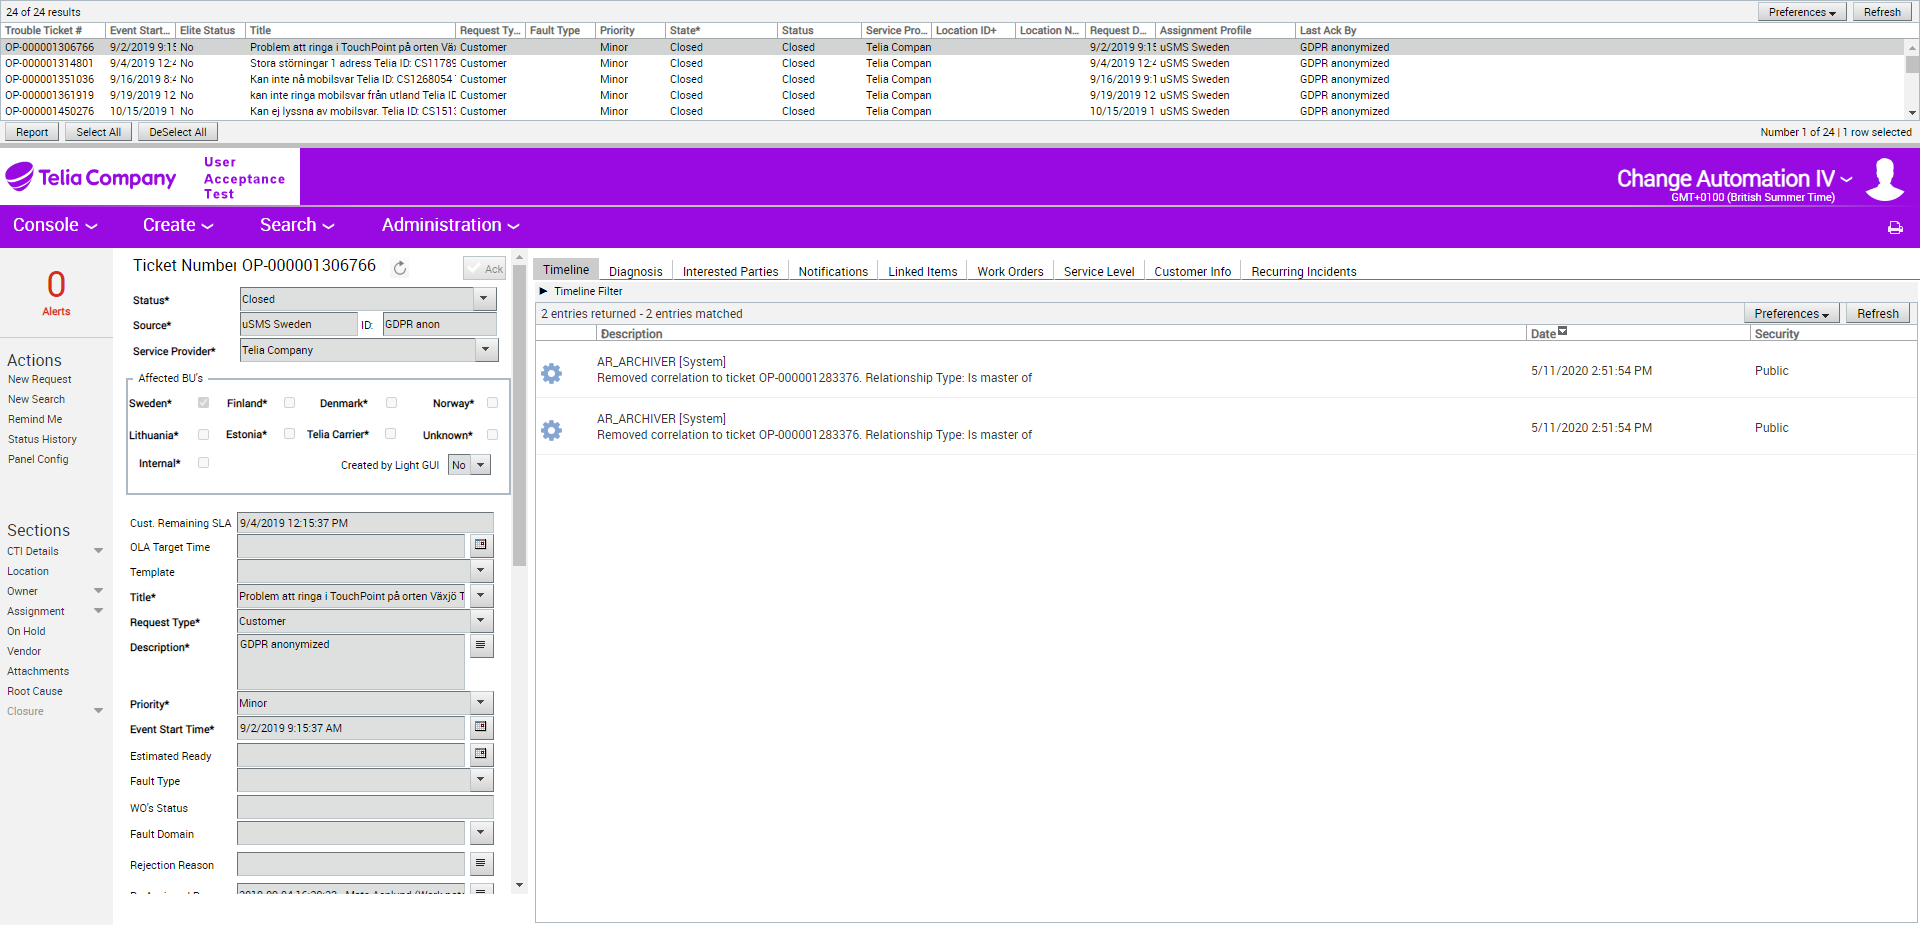 24 of 24 results
Preferences
Refresh
Trouble Ticket # Event Start... Elite Status Title Request Ty... Fault Type Priority State* Status Service Pro... Location ID+ Location N... Request D... Assignment Profile Last Ack By
OP-000001306766 9/2/2019 9:15 No Problem att ringa i TouchPoint på orten Väx Customer Minor Closed Closed Telia Compan 9/2/2019 9:15 uSMS Sweden GDPR anonymized
OP-000001314801 9/4/2019 12:4 No Stora störningar 1 adress Telia ID: CS11789 Customer Minor Closed Closed Telia Compan 9/4/2019 12:4 uSMS Sweden GDPR anonymized
OP-000001351036 9/16/2019 8:4 No Kan inte nå mobilsvar Telia ID: CS1268054 Customer Minor Closed Closed Telia Compan 9/16/2019 9:1 uSMS Sweden GDPR anonymized
OP-000001361919 9/19/2019 12 No kan inte ringa mobilsvar från utland Telia ID Customer Minor Closed Closed Telia Compan 9/19/2019 12 uSMS Sweden GDPR anonymized
OP-000001450276 10/15/2019 1 No Kan ej lyssna av mobilsvar. Telia ID: CS1513 Customer Minor Closed Closed Telia Compan 10/15/2019 1 uSMS Sweden GDPR anonymized
Report Select All DeSelect All
Number 1 of 24 | 1 row selected
Telia Company
User
Acceptance
Test
Change Automation IV
GMT+0100 (British Summer Time)
Console Create Search Administration
0
Alerts
Actions
New Request
New Search
Remind Me
Status History
Panel Config
Sections
CTI Details
Location
Owner
Assignment
On Hold
Vendor
Attachments
Root Cause
Closure
Ticket Number OP-000001306766
Ack
Status* Closed
Source* uSMS Sweden ID: GDPR anon
Service Provider* Telia Company
Affected BU's
Sweden* Finland* Denmark* Norway*
Lithuania* Estonia* Telia Carrier* Unknown*
Internal* Created by Light GUI No
Cust. Remaining SLA 9/4/2019 12:15:37 PM
OLA Target Time
Template
Title* Problem att ringa i TouchPoint på orten Växjö T
Request Type* Customer
Description* GDPR anonymized
Priority* Minor
Event Start Time* 9/2/2019 9:15:37 AM
Estimated Ready
Fault Type
WO's Status
Fault Domain
Rejection Reason
Timeline Diagnosis Interested Parties Notifications Linked Items Work Orders Service Level Customer Info Recurring Incidents
Timeline Filter
2 entries returned - 2 entries matched
Preferences
Refresh
Description Date Security
AR_ARCHIVER [System]
Removed correlation to ticket OP-000001283376. Relationship Type: Is master of
5/11/2020 2:51:54 PM Public
AR_ARCHIVER [System]
Removed correlation to ticket OP-000001283376. Relationship Type: Is master of
5/11/2020 2:51:54 PM Public